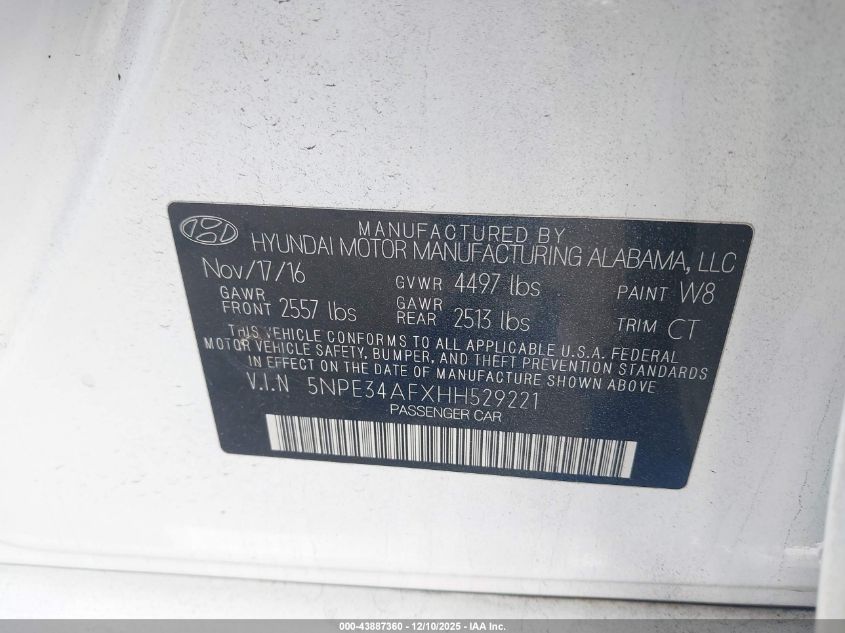 MANUFACTURED BY
HYUNDAI MOTOR MANUFACTURING ALABAMA, LLC
Nov/17/16 GVWR 4497 lbs PAINT W8
GAWR FRONT 2557 lbs GAWR REAR 2513 lbs TRIM CT
THIS VEHICLE CONFORMS TO ALL APPLICABLE U.S.A. FEDERAL
MOTOR VEHICLE SAFETY, BUMPER, AND THEFT PREVENTION STANDARDS
IN EFFECT ON THE DATE OF MANUFACTURE SHOWN ABOVE
V.I.N 5NPE34AFXHH529221
PASSENGER CAR
000-43887360 - 12/10/2025 - IAA Inc.